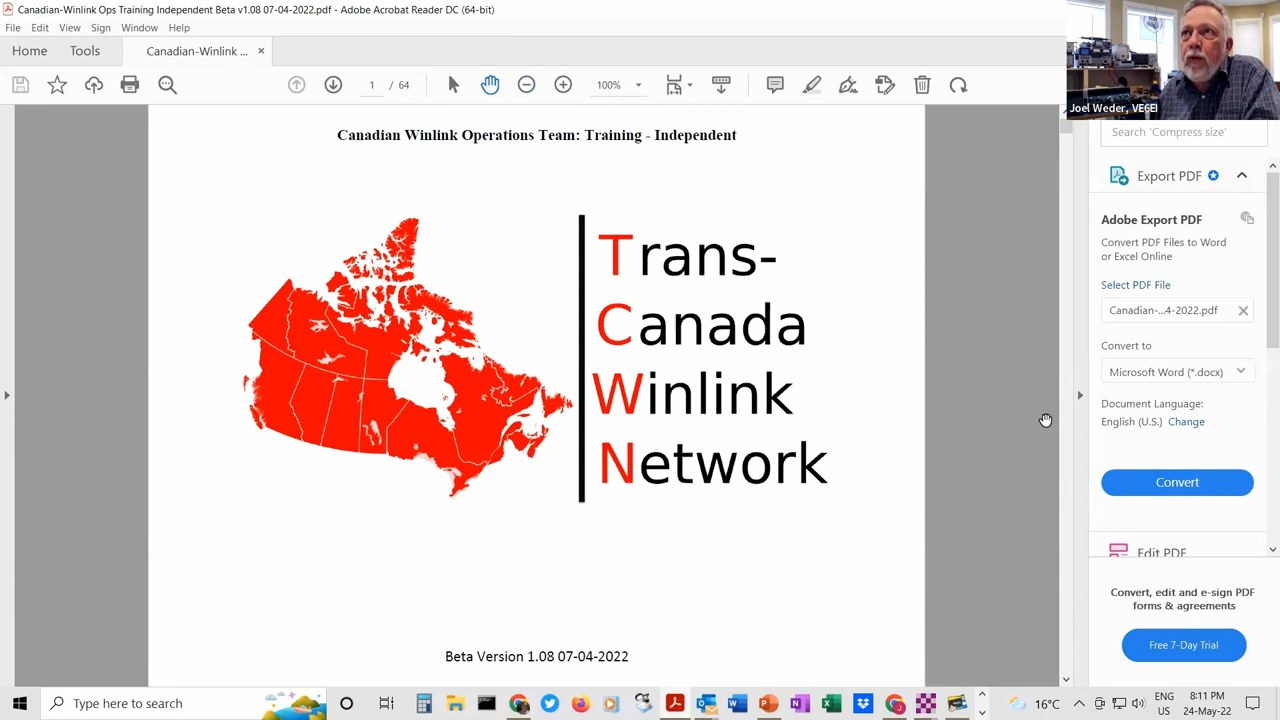 Canadian-Winlink Ops Training Independent Beta v1.08 07-04-2022.pdf - Adobe Acrobat Reader DC (64-bit)
File Edit View Sign Window Help
Home Tools Canadian-Winlink ... ×
1 / 64 100%
Joel Weder, VE6EI
Canadian Winlink Operations Team: Training - Independent
Trans-
Canada
Winlink
Network
Beta Version 1.08 07-04-2022
Search 'Compress size'
Export PDF
Adobe Export PDF
Convert PDF Files to Word
or Excel Online
Select PDF File
Canadian-...4-2022.pdf
Convert to
Microsoft Word (*.docx)
Document Language:
English (U.S.) Change
Convert
Edit PDF
Convert, edit and e-sign PDF
forms & agreements
Free 7-Day Trial
Type here to search
16°C
ENG
US
8:11 PM
24-May-22